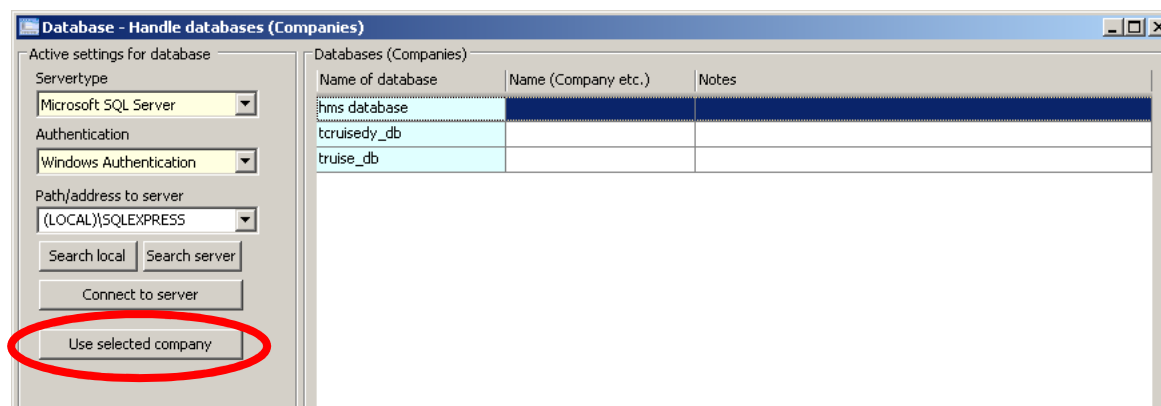 Database - Handle databases (Companies)
Active settings for database
Servertype
Microsoft SQL Server
Authentication
Windows Authentication
Path/address to server
(LOCAL)\SQLEXPRESS
Search local Search server
Connect to server
Use selected company
Databases (Companies)
Name of database Name (Company etc.) Notes
hms database
tcruisedy_db
truise_db